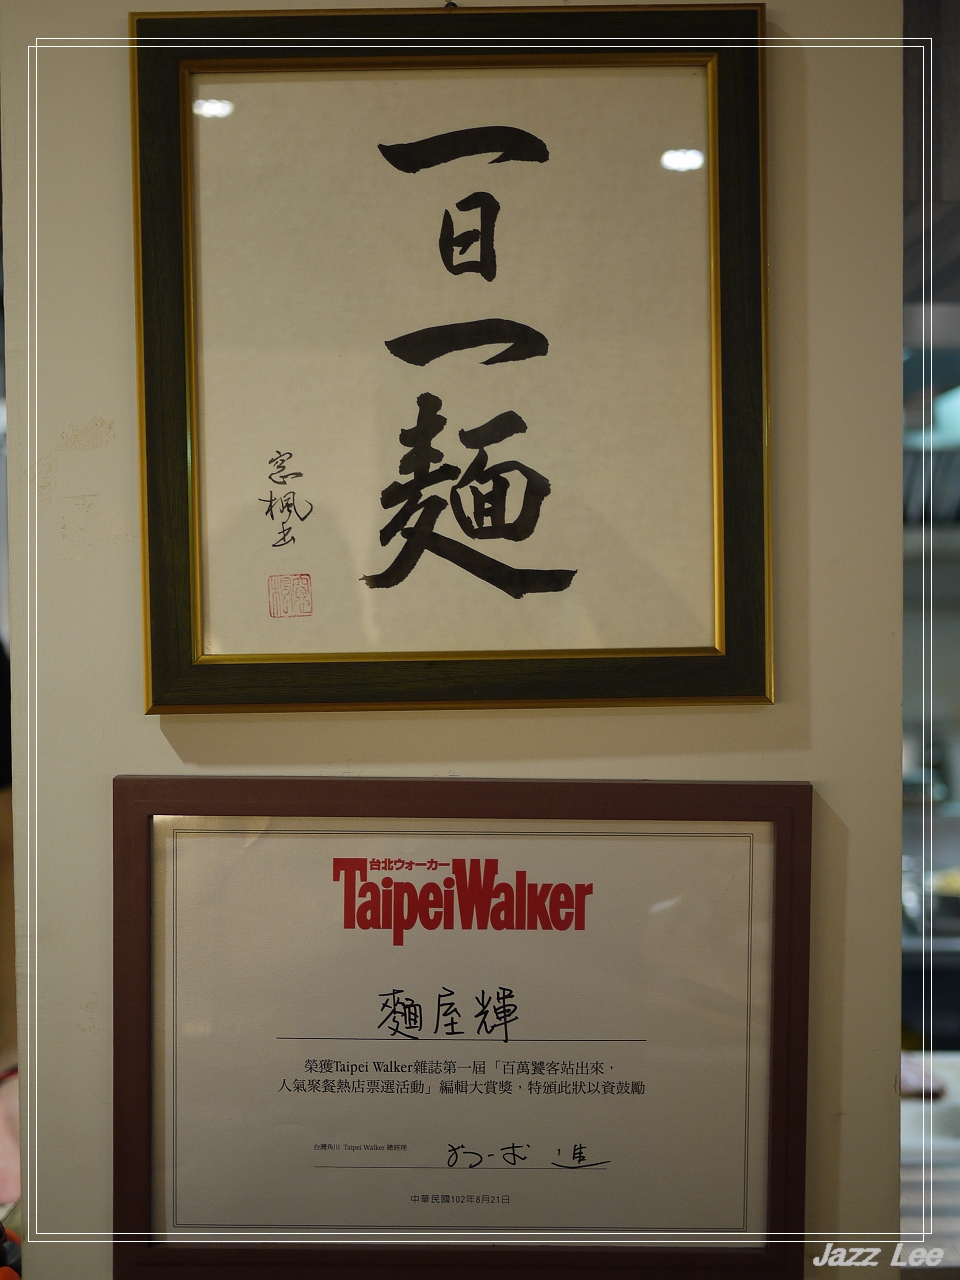 一日一麵
窓楓书
台北ウォーカー
TaipeiWalker
麵屋輝
榮獲Taipei Walker雜誌第一屆「百萬饕客站出來，
人氣聚餐熱店票選活動」編輯大賞獎，特頒此狀以資鼓勵
台灣角川 Taipei Walker 總經理
中華民國102年8月21日
Jazz Lee